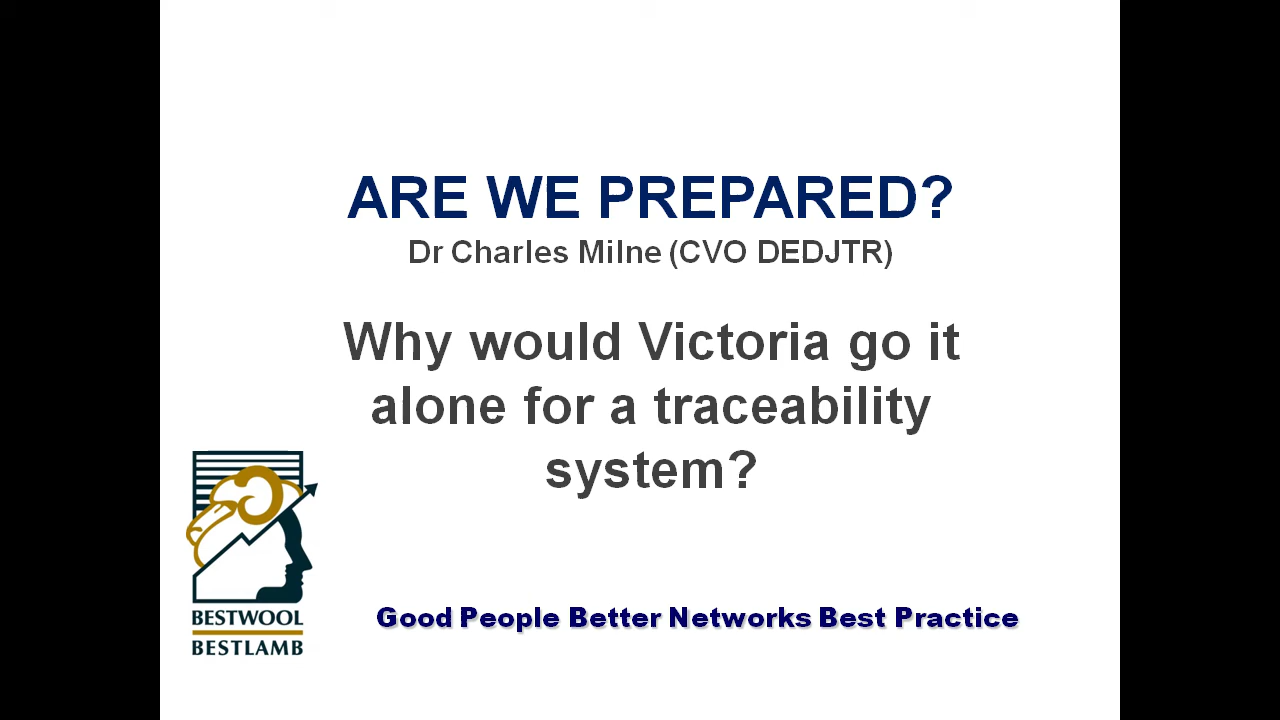 ARE WE PREPARED?
Dr Charles Milne (CVO DEDJTR)
Why would Victoria go it
alone for a traceability
system?
BESTWOOL
BESTLAMB
Good People Better Networks Best Practice